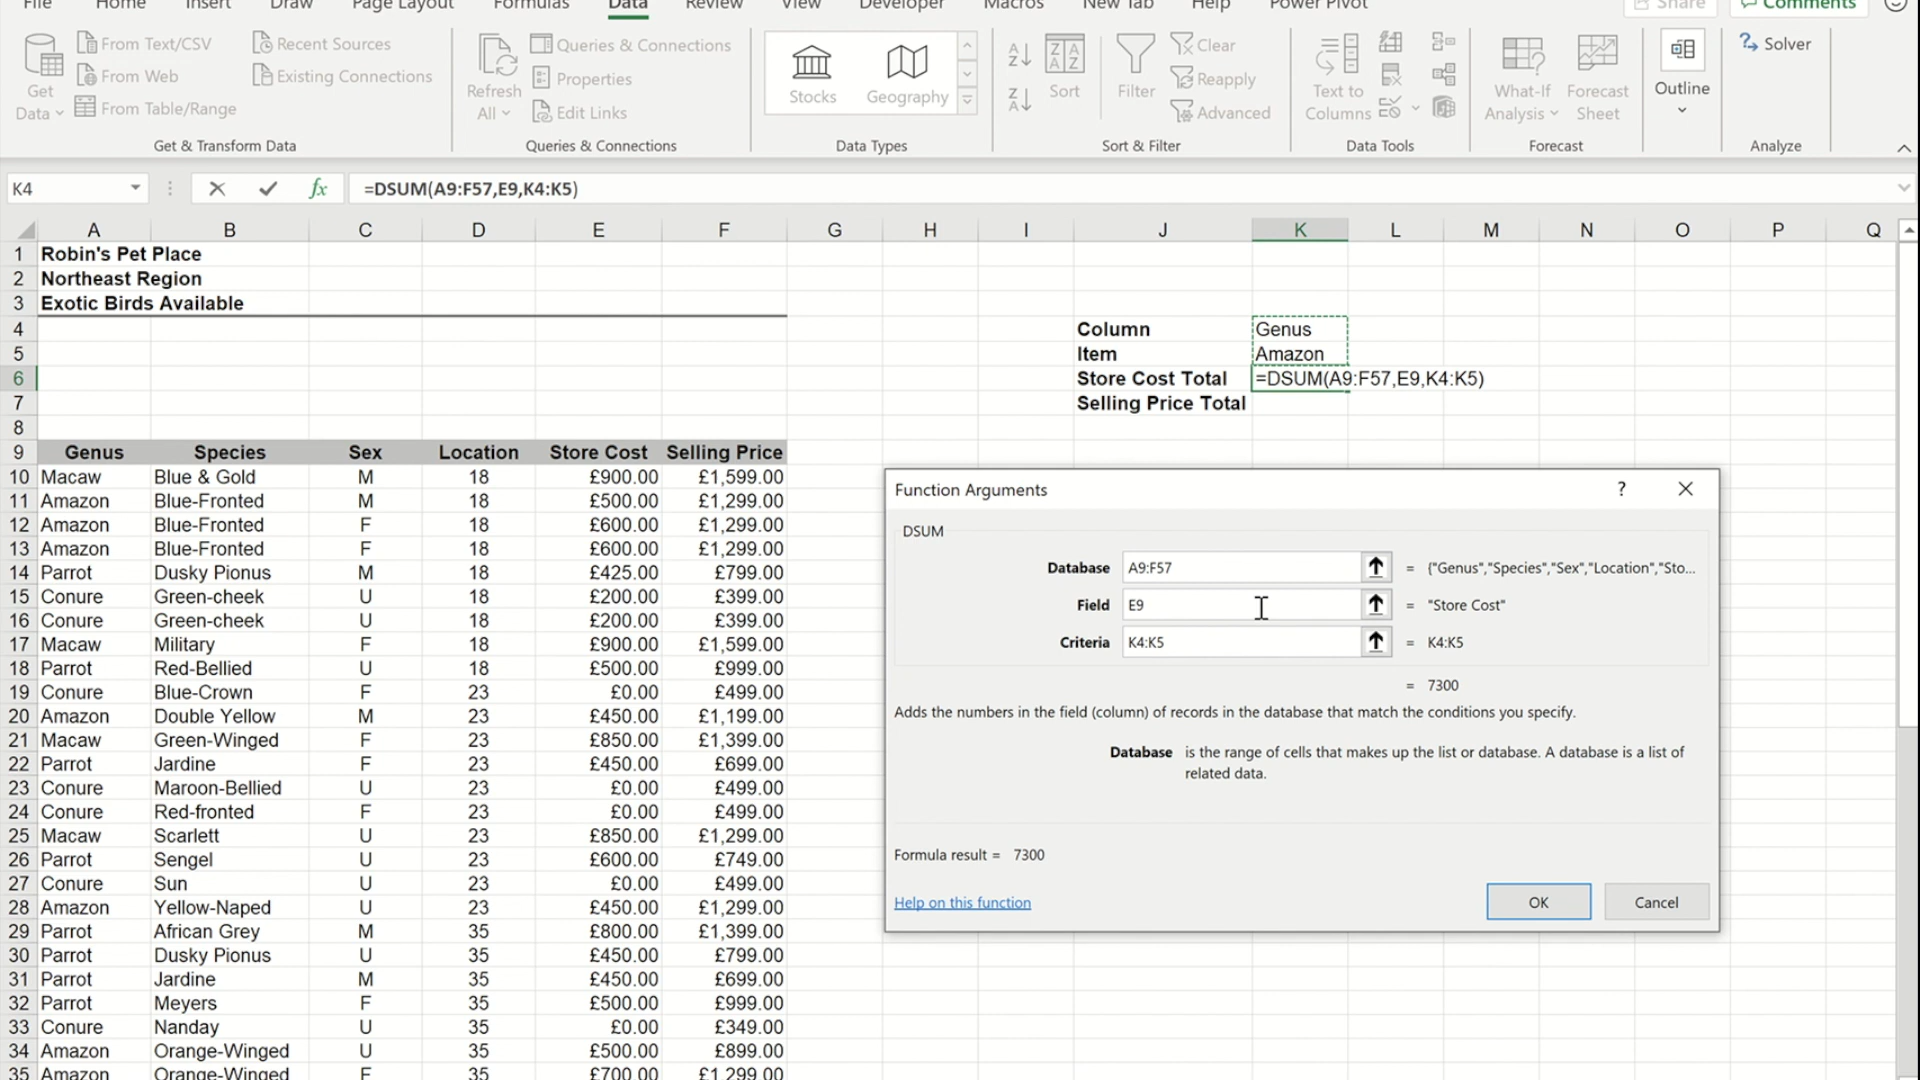 File Home Insert Draw Page Layout Formulas Data Review View Developer Macros New Tab Help Power Pivot Share Comments
Get Data
From Text/CSV
From Web
From Table/Range
Recent Sources
Existing Connections
Get & Transform Data
Refresh All
Queries & Connections
Properties
Edit Links
Queries & Connections
Stocks
Geography
Data Types
Sort
Filter
Clear
Reapply
Advanced
Sort & Filter
Text to Columns
Data Tools
What-If Analysis
Forecast Sheet
Forecast
Outline
Solver
Analyze
K4 fx =DSUM(A9:F57,E9,K4:K5)
A B C D E F G H I J K L M N O P Q
1 Robin's Pet Place
2 Northeast Region
3 Exotic Birds Available
4 Column Genus
5 Item Amazon
6 Store Cost Total =DSUM(A9:F57,E9,K4:K5)
7 Selling Price Total
8
9 Genus Species Sex Location Store Cost Selling Price
10 Macaw Blue & Gold M 18 £900.00 £1,599.00
11 Amazon Blue-Fronted M 18 £500.00 £1,299.00
12 Amazon Blue-Fronted F 18 £600.00 £1,299.00
13 Amazon Blue-Fronted F 18 £600.00 £1,299.00
14 Parrot Dusky Pionus M 18 £425.00 £799.00
15 Conure Green-cheek U 18 £200.00 £399.00
16 Conure Green-cheek U 18 £200.00 £399.00
17 Macaw Military F 18 £900.00 £1,599.00
18 Parrot Red-Bellied U 18 £500.00 £999.00
19 Conure Blue-Crown F 23 £0.00 £499.00
20 Amazon Double Yellow M 23 £450.00 £1,199.00
21 Macaw Green-Winged F 23 £850.00 £1,399.00
22 Parrot Jardine F 23 £450.00 £699.00
23 Conure Maroon-Bellied U 23 £0.00 £499.00
24 Conure Red-fronted F 23 £0.00 £499.00
25 Macaw Scarlett U 23 £850.00 £1,299.00
26 Parrot Sengel U 23 £600.00 £749.00
27 Conure Sun U 23 £0.00 £499.00
28 Amazon Yellow-Naped U 23 £450.00 £1,299.00
29 Parrot African Grey M 35 £800.00 £1,399.00
30 Parrot Dusky Pionus U 35 £450.00 £799.00
31 Parrot Jardine M 35 £450.00 £699.00
32 Parrot Meyers F 35 £500.00 £999.00
33 Conure Nanday U 35 £0.00 £349.00
34 Amazon Orange-Winged U 35 £500.00 £899.00
35 Amazon Orange-Winged F 35 £700.00 £1,299.00
Function Arguments ?
DSUM
Database A9:F57 = {"Genus","Species","Sex","Location","Sto...
Field E9 = "Store Cost"
Criteria K4:K5 = K4:K5
= 7300
Adds the numbers in the field (column) of records in the database that match the conditions you specify.
Database is the range of cells that makes up the list or database. A database is a list of
related data.
Formula result = 7300
Help on this function
OK
Cancel